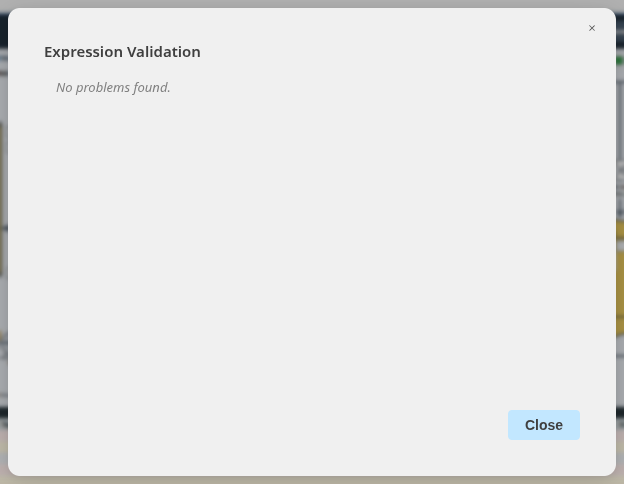 ×
Expression Validation
No problems found.
Close